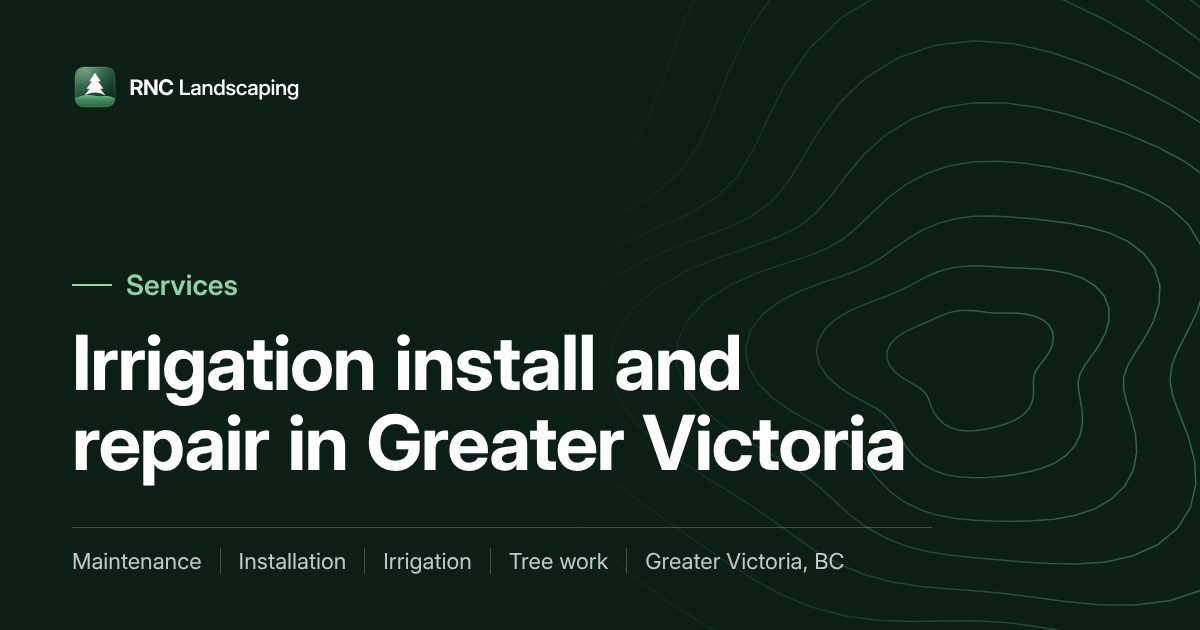 RNC Landscaping
Services
Irrigation install and
repair in Greater Victoria
Maintenance
Installation
Irrigation
Tree work
Greater Victoria, BC